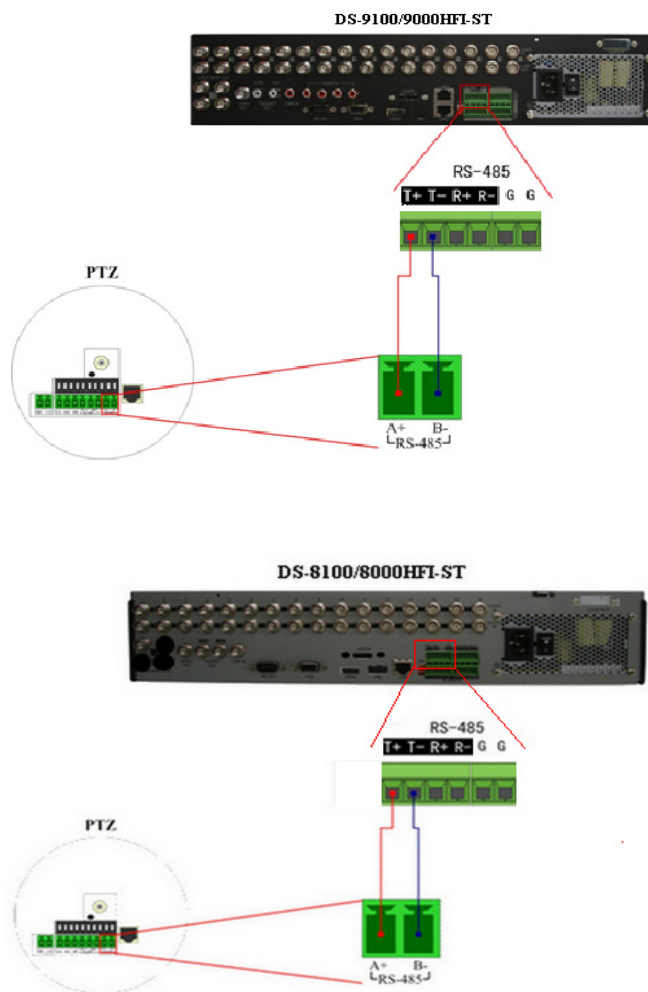 DS-9100/9000HFI-ST
RS-485
T+ T- R+ R- G G
PTZ
A+ B-
RS-485
DS-8100/8000HFI-ST
RS-485
T+ T- R+ R- G G
PTZ
A+ B-
RS-485